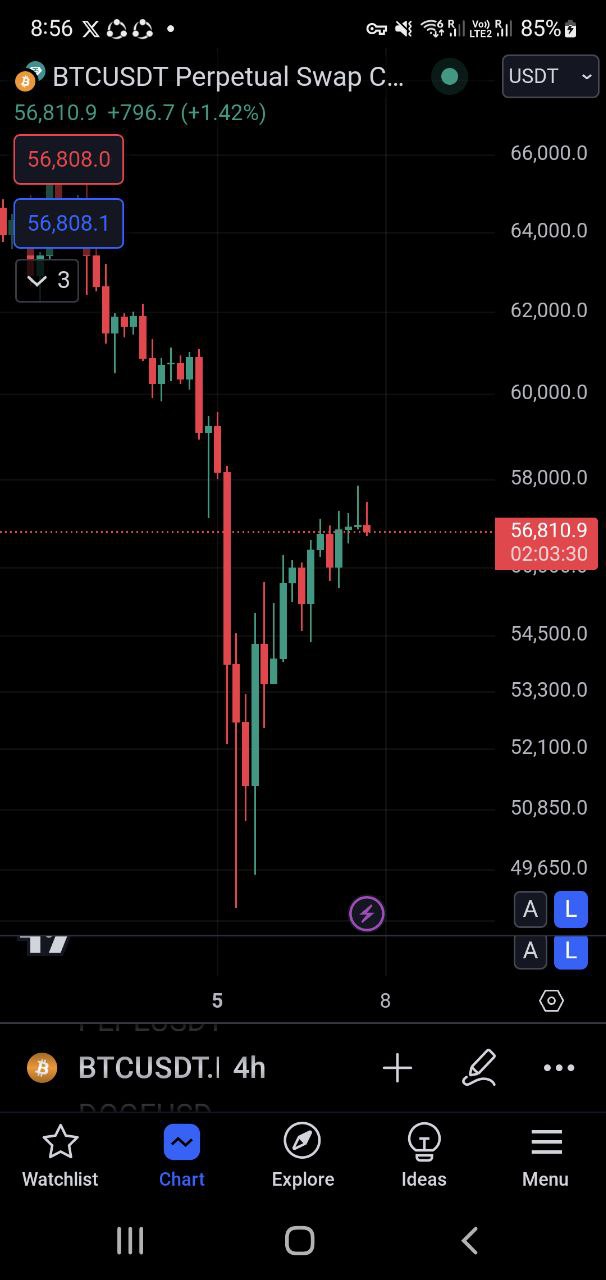 8:56
VoLTE2 R
85%
BTCUSDT Perpetual Swap C...
USDT
56,810.9 +796.7 (+1.42%)
56,808.0
56,808.1
3
66,000.0
64,000.0
62,000.0
60,000.0
58,000.0
56,810.9
02:03:30
54,500.0
53,300.0
52,100.0
50,850.0
49,650.0
A L
A L
5
8
BTCUSDT. 4h
Watchlist
Chart
Explore
Ideas
Menu